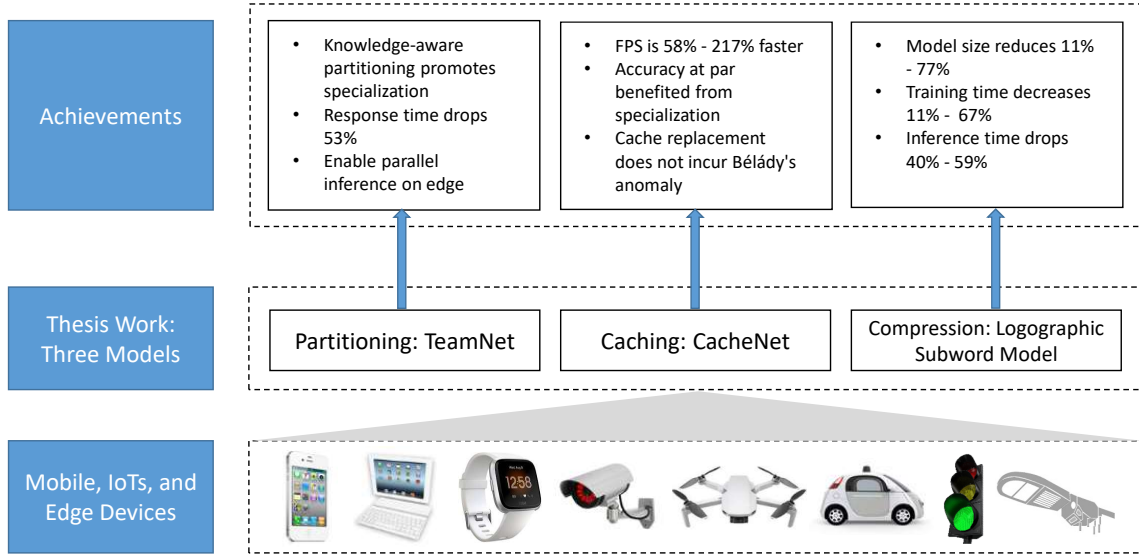 Achievements
• Knowledge-aware
partitioning promotes
specialization
• Response time drops
53%
• Enable parallel
inference on edge
• FPS is 58% - 217% faster
• Accuracy at par
benefited from
specialization
• Cache replacement
does not incur Bélády's
anomaly
• Model size reduces 11%
- 77%
• Training time decreases
11% - 67%
• Inference time drops
40% - 59%
Thesis Work:
Three Models
Partitioning: TeamNet
Caching: CacheNet
Compression: Logographic
Subword Model
Mobile, IoTs, and
Edge Devices
12:58